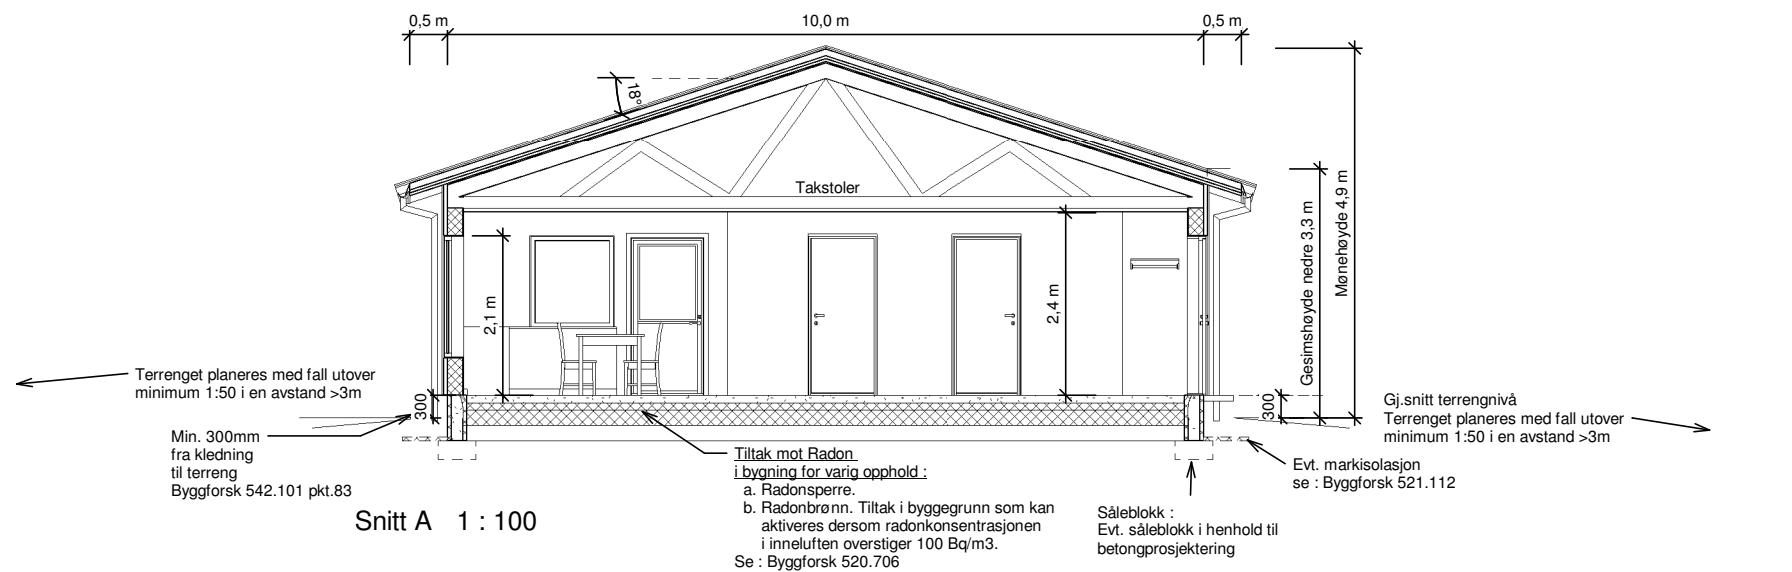 0,5 m
10,0 m
0,5 m
18°
Takstoler
2,1 m
2,4 m
Gesimshøyde nedre 3,3 m
Mønehøyde 4,9 m
Terrenget planeres med fall utover
minimum 1:50 i en avstand >3m
300
300
Gj.snitt terrengnivå
Terrenget planeres med fall utover
minimum 1:50 i en avstand >3m
Min. 300mm
fra kledning
til terreng
Byggforsk 542.101 pkt.83
Tiltak mot Radon
i bygning for varig opphold :
a. Radonsperre.
b. Radonbrønn. Tiltak i byggegrunn som kan
aktiveres dersom radonkonsentrasjonen
i inneluften overstiger 100 Bq/m3.
Se : Byggforsk 520.706
Evt. markisolasjon
se : Byggforsk 521.112
Såleblokk :
Evt. såleblokk i henhold til
betongprosjektering
Snitt A 1 : 100